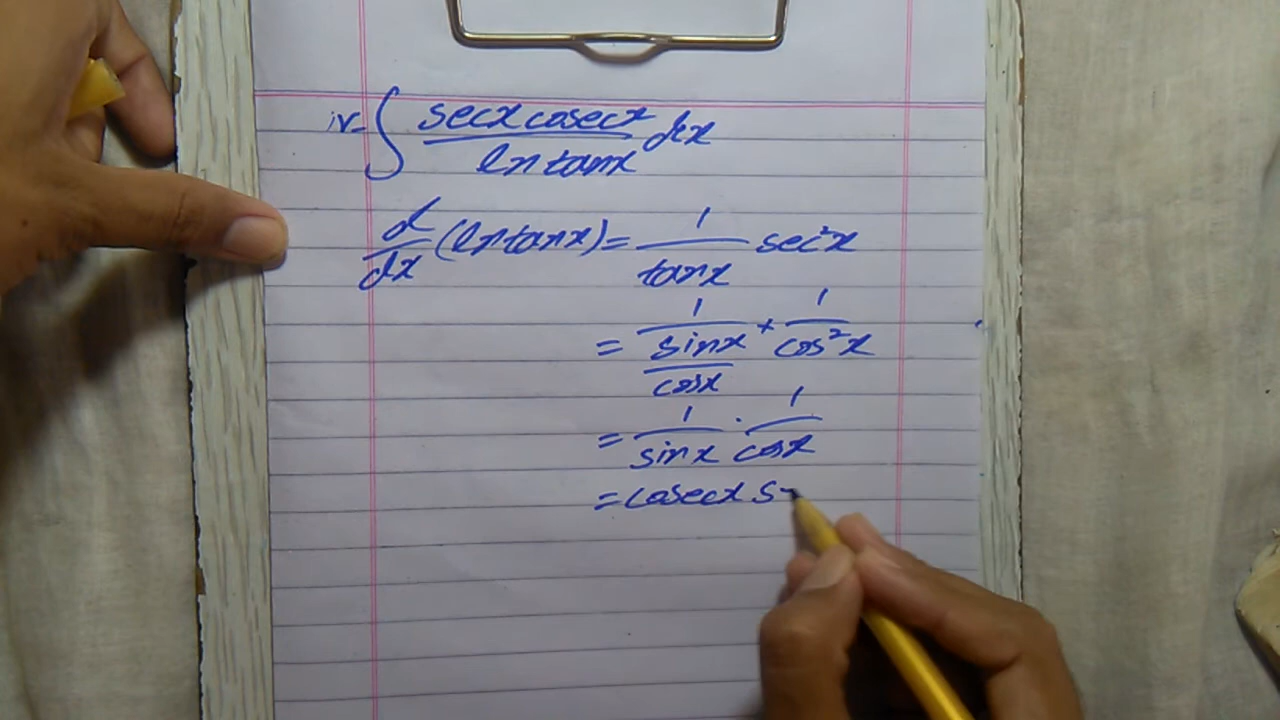 iv- ∫ secx cosecx / ln tanx dx
d/dx (ln tanx) = 1/tanx sec²x
= 1/(sinx/cosx) × 1/cos²x
= 1/sinx · 1/cosx
= cosecx s